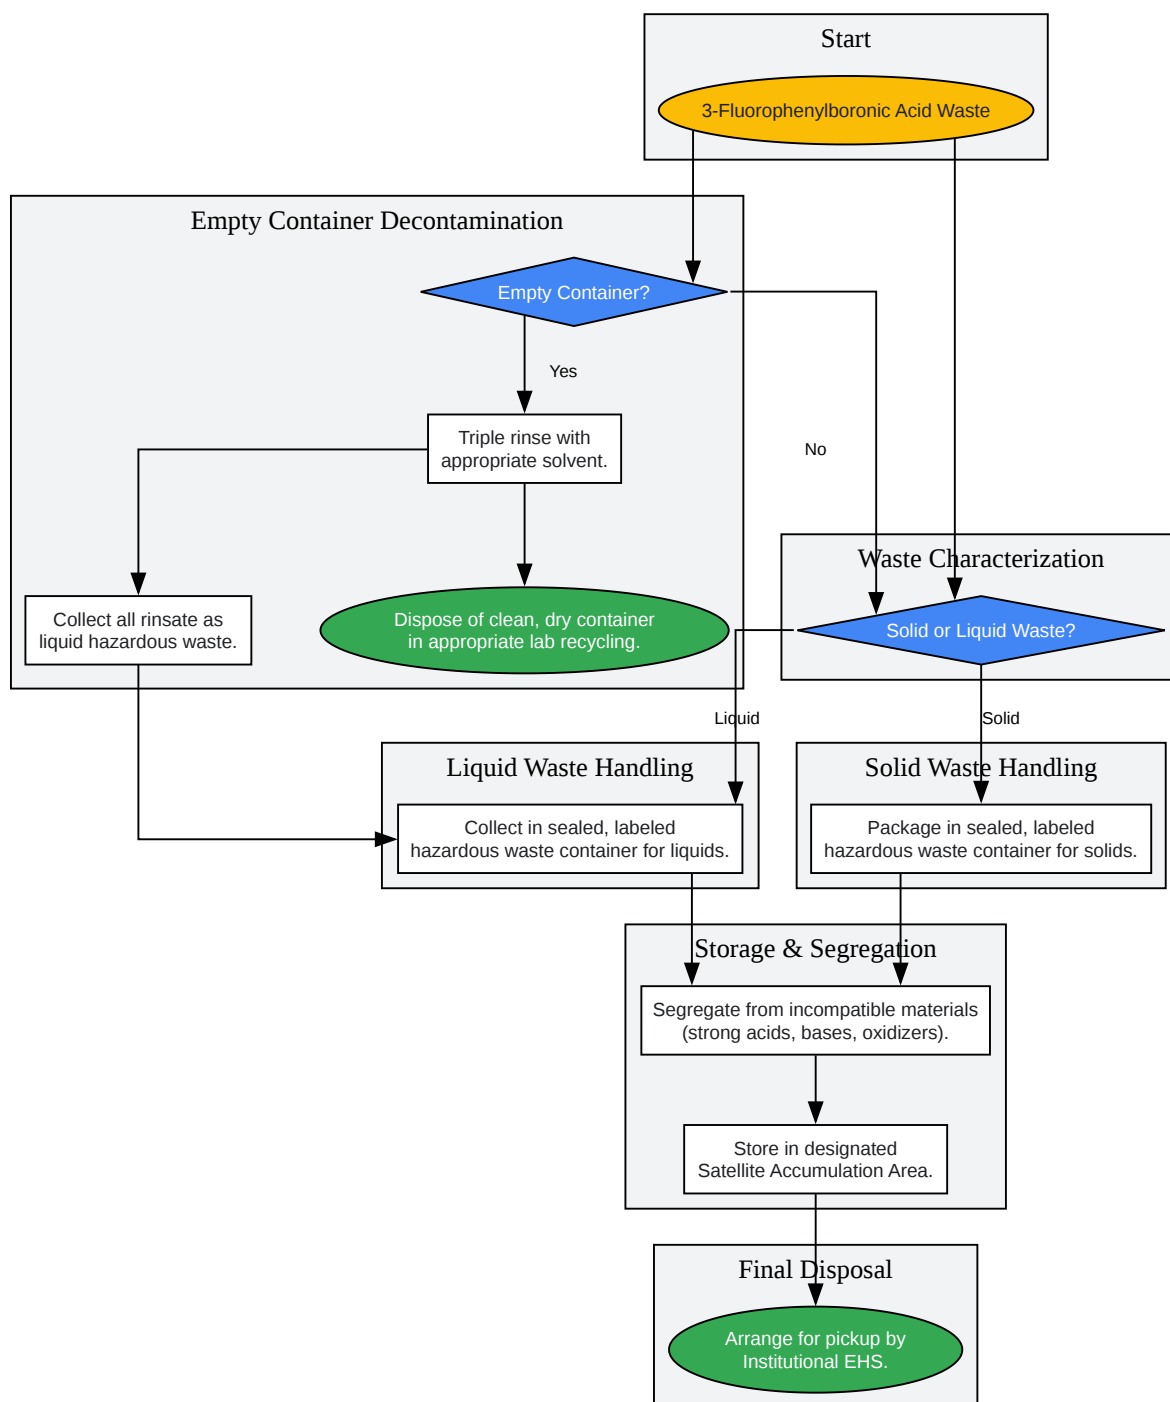 Start
3-Fluorophenylboronic Acid Waste
Empty Container Decontamination
Empty Container?
Yes
Triple rinse with
appropriate solvent.
No
Collect all rinsate as
liquid hazardous waste.
Dispose of clean, dry container
in appropriate lab recycling.
Waste Characterization
Solid or Liquid Waste?
Liquid
Solid
Liquid Waste Handling
Collect in sealed, labeled
hazardous waste container for liquids.
Solid Waste Handling
Package in sealed, labeled
hazardous waste container for solids.
Storage & Segregation
Segregate from incompatible materials
(strong acids, bases, oxidizers).
Store in designated
Satellite Accumulation Area.
Final Disposal
Arrange for pickup by
Institutional EHS.